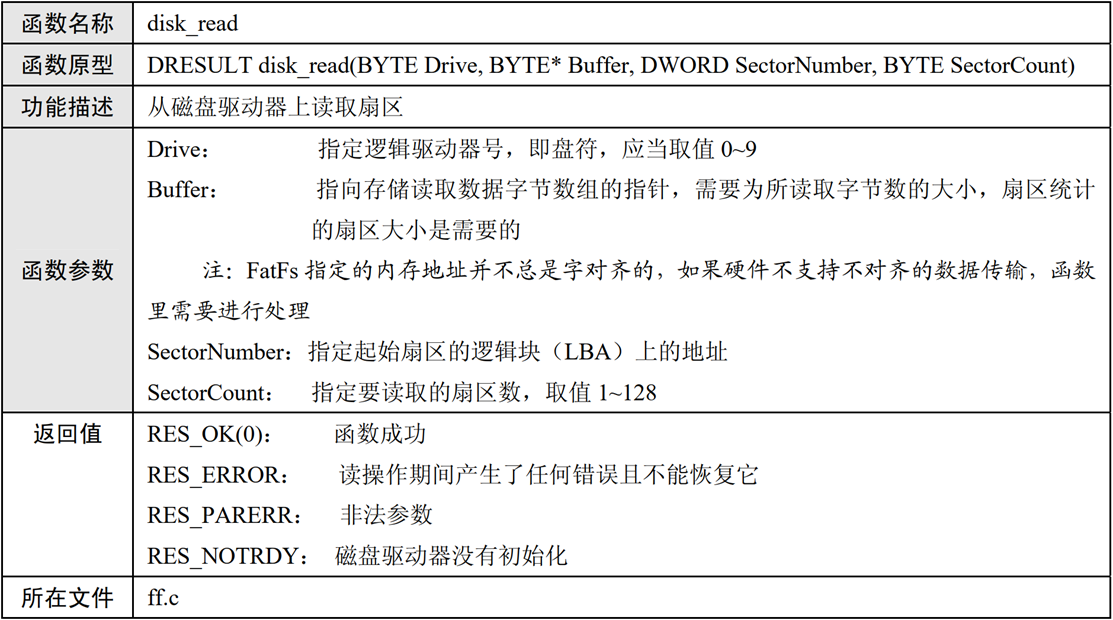 函数名称 disk_read
函数原型 DRESULT disk_read(BYTE Drive, BYTE* Buffer, DWORD SectorNumber, BYTE SectorCount)
功能描述 从磁盘驱动器上读取扇区
Drive： 指定逻辑驱动器号，即盘符，应当取值 0~9
Buffer： 指向存储读取数据字节数组的指针，需要为所读取字节数的大小，扇区统计
的扇区大小是需要的
函数参数 注：FatFs 指定的内存地址并不总是字对齐的，如果硬件不支持不对齐的数据传输，函数
里需要进行处理
SectorNumber：指定起始扇区的逻辑块（LBA）上的地址
SectorCount： 指定要读取的扇区数，取值 1~128
返回值 RES_OK(0)： 函数成功
RES_ERROR： 读操作期间产生了任何错误且不能恢复它
RES_PARERR： 非法参数
RES_NOTRDY： 磁盘驱动器没有初始化
所在文件 ff.c